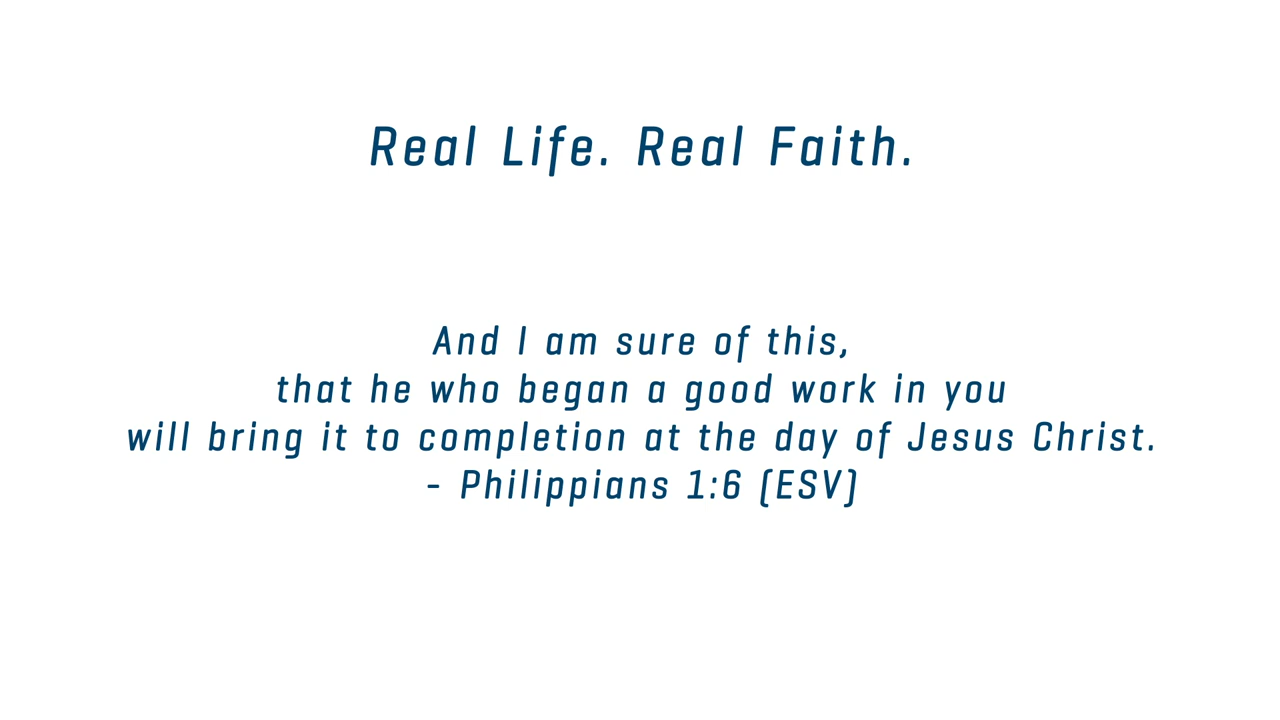 Real Life. Real Faith.
And I am sure of this,
that he who began a good work in you
will bring it to completion at the day of Jesus Christ.
- Philippians 1:6 (ESV)